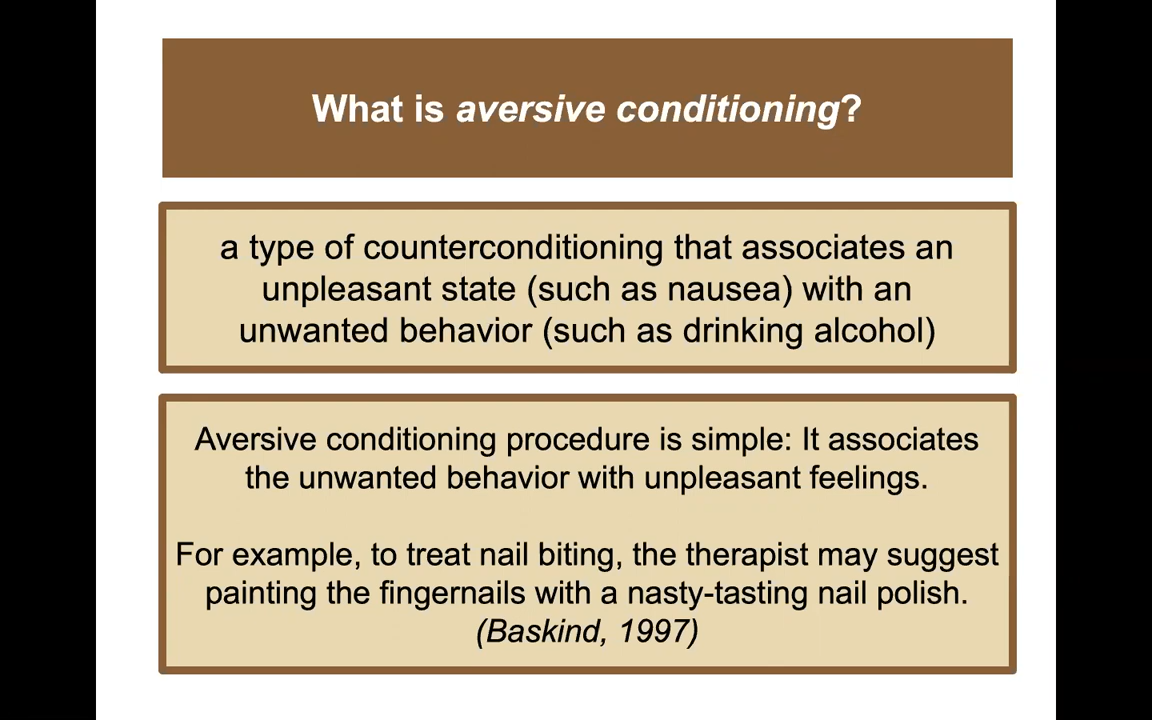 What is aversive conditioning?
a type of counterconditioning that associates an
unpleasant state (such as nausea) with an
unwanted behavior (such as drinking alcohol)
Aversive conditioning procedure is simple: It associates
the unwanted behavior with unpleasant feelings.
For example, to treat nail biting, the therapist may suggest
painting the fingernails with a nasty-tasting nail polish.
(Baskind, 1997)